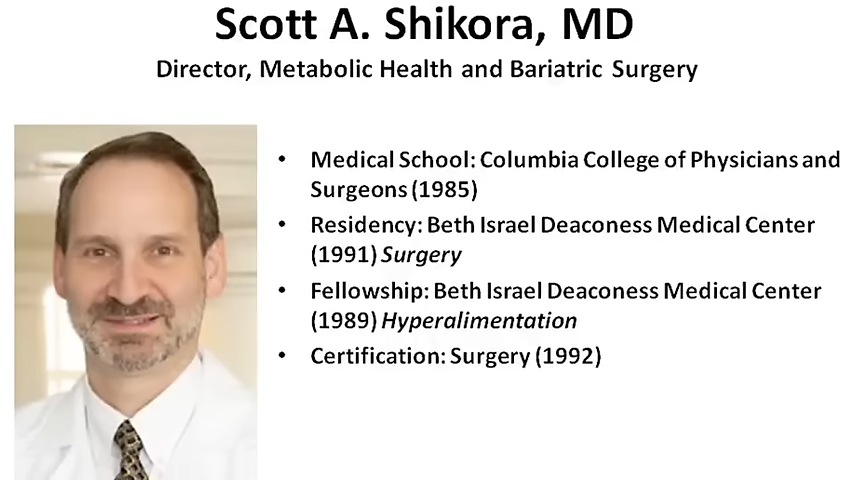 Scott A. Shikora, MD
Director, Metabolic Health and Bariatric Surgery
• Medical School: Columbia College of Physicians and
Surgeons (1985)
• Residency: Beth Israel Deaconess Medical Center
(1991) Surgery
• Fellowship: Beth Israel Deaconess Medical Center
(1989) Hyperalimentation
• Certification: Surgery (1992)